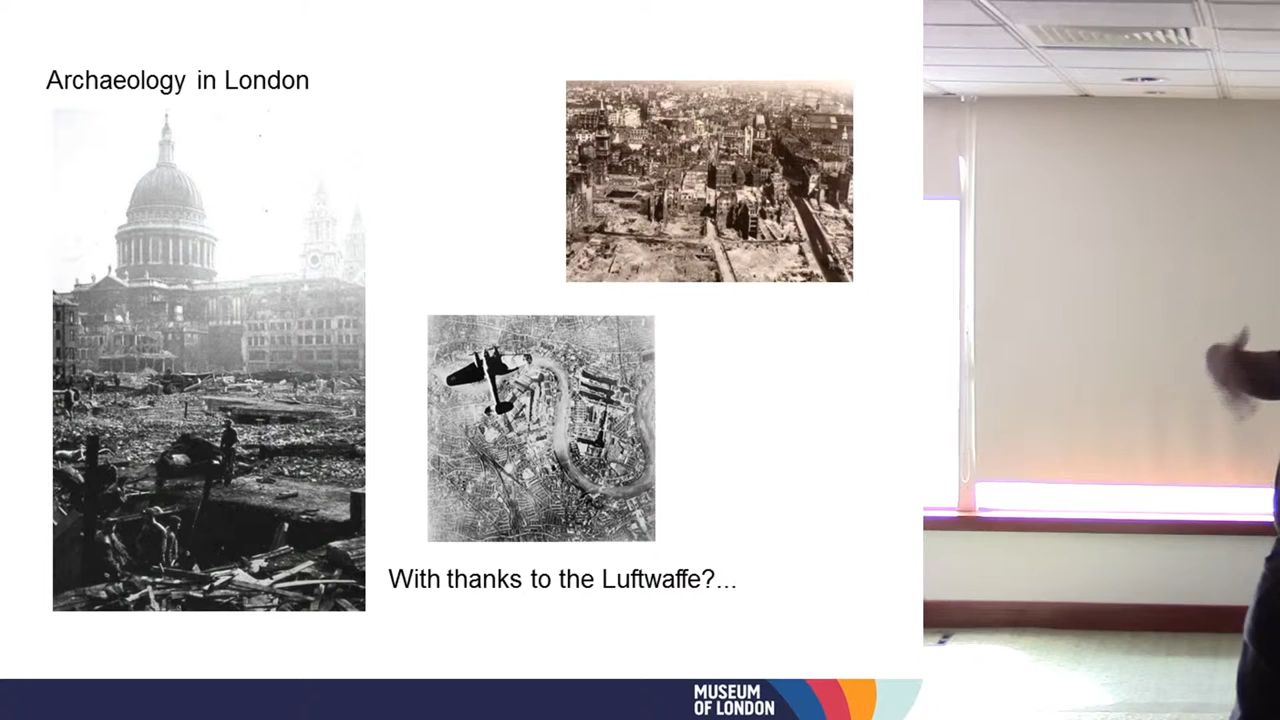 Archaeology in London
With thanks to the Luftwaffe?...
MUSEUM
OF LONDON